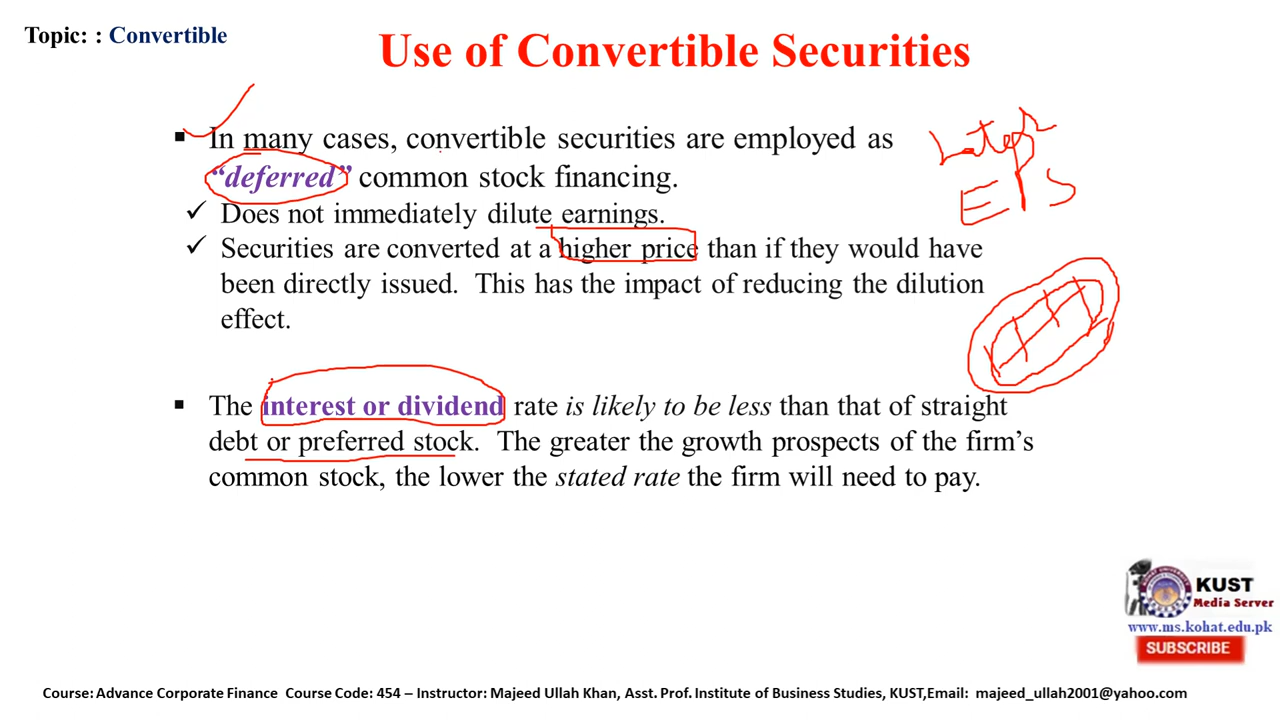 Topic: : Convertible
Use of Convertible Securities
▪ In many cases, convertible securities are employed as
“deferred” common stock financing.
✓ Does not immediately dilute earnings.
✓ Securities are converted at a higher price than if they would have
been directly issued. This has the impact of reducing the dilution
effect.
Later
EPS
▪ The interest or dividend rate is likely to be less than that of straight
debt or preferred stock. The greater the growth prospects of the firm’s
common stock, the lower the stated rate the firm will need to pay.
KUST
Media Server
www.ms.kohat.edu.pk
SUBSCRIBE
Course: Advance Corporate Finance Course Code: 454 – Instructor: Majeed Ullah Khan, Asst. Prof. Institute of Business Studies, KUST,Email: majeed_ullah2001@yahoo.com